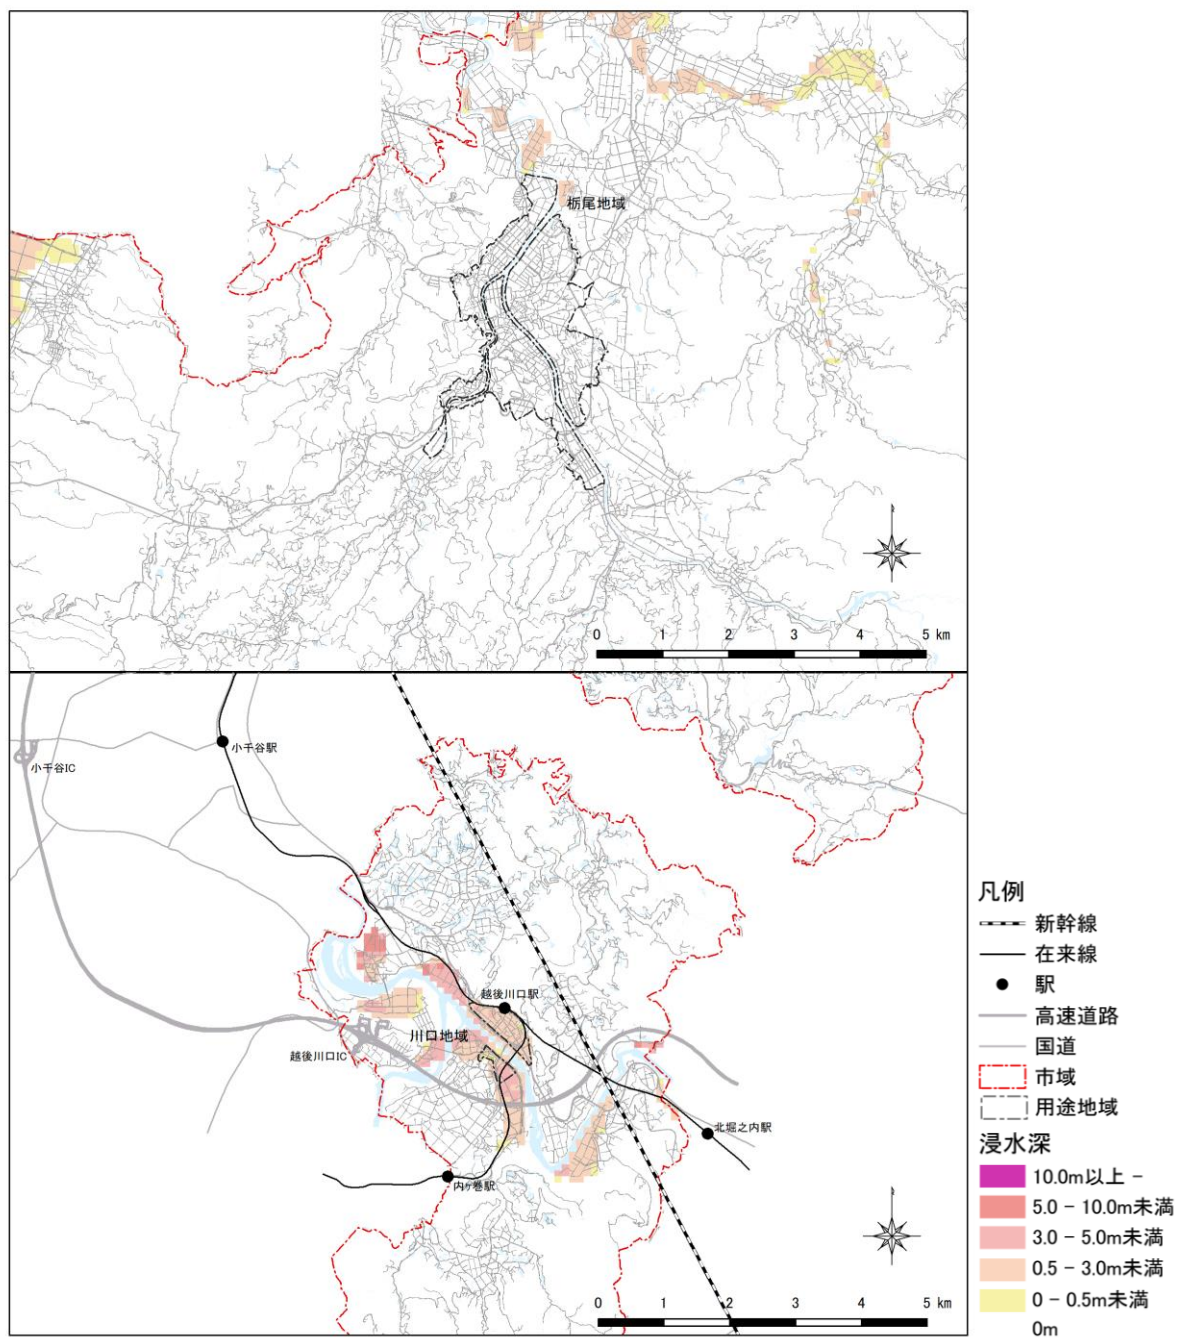 栃尾地域
0 1 2 3 4 5 km
小千谷駅
小千谷IC
越後川口駅
川口地域
越後川口IC
北堀之内駅
内ヶ巻駅
0 1 2 3 4 5 km
凡例
新幹線
在来線
駅
高速道路
国道
市域
用途地域
浸水深
10.0m以上 -
5.0 - 10.0m未満
3.0 - 5.0m未満
0.5 - 3.0m未満
0 - 0.5m未満
0m